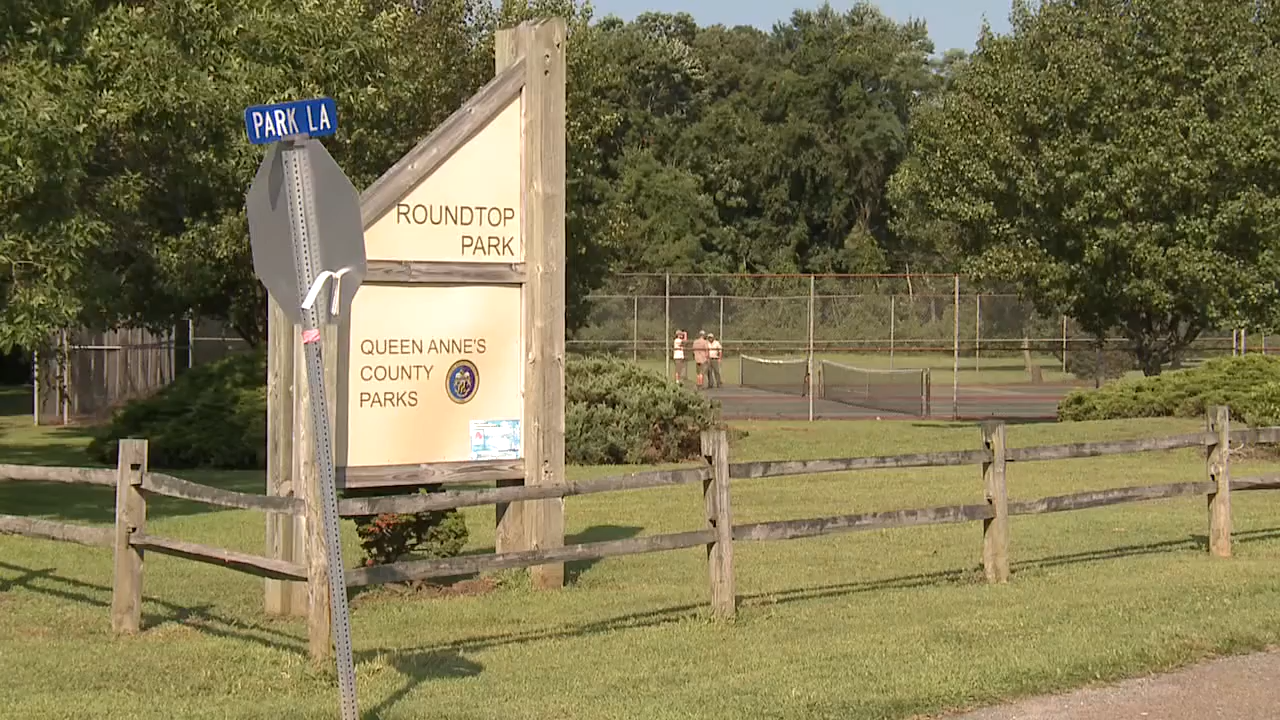 PARK LA
ROUNDTOP
PARK
QUEEN ANNE'S
COUNTY
PARKS